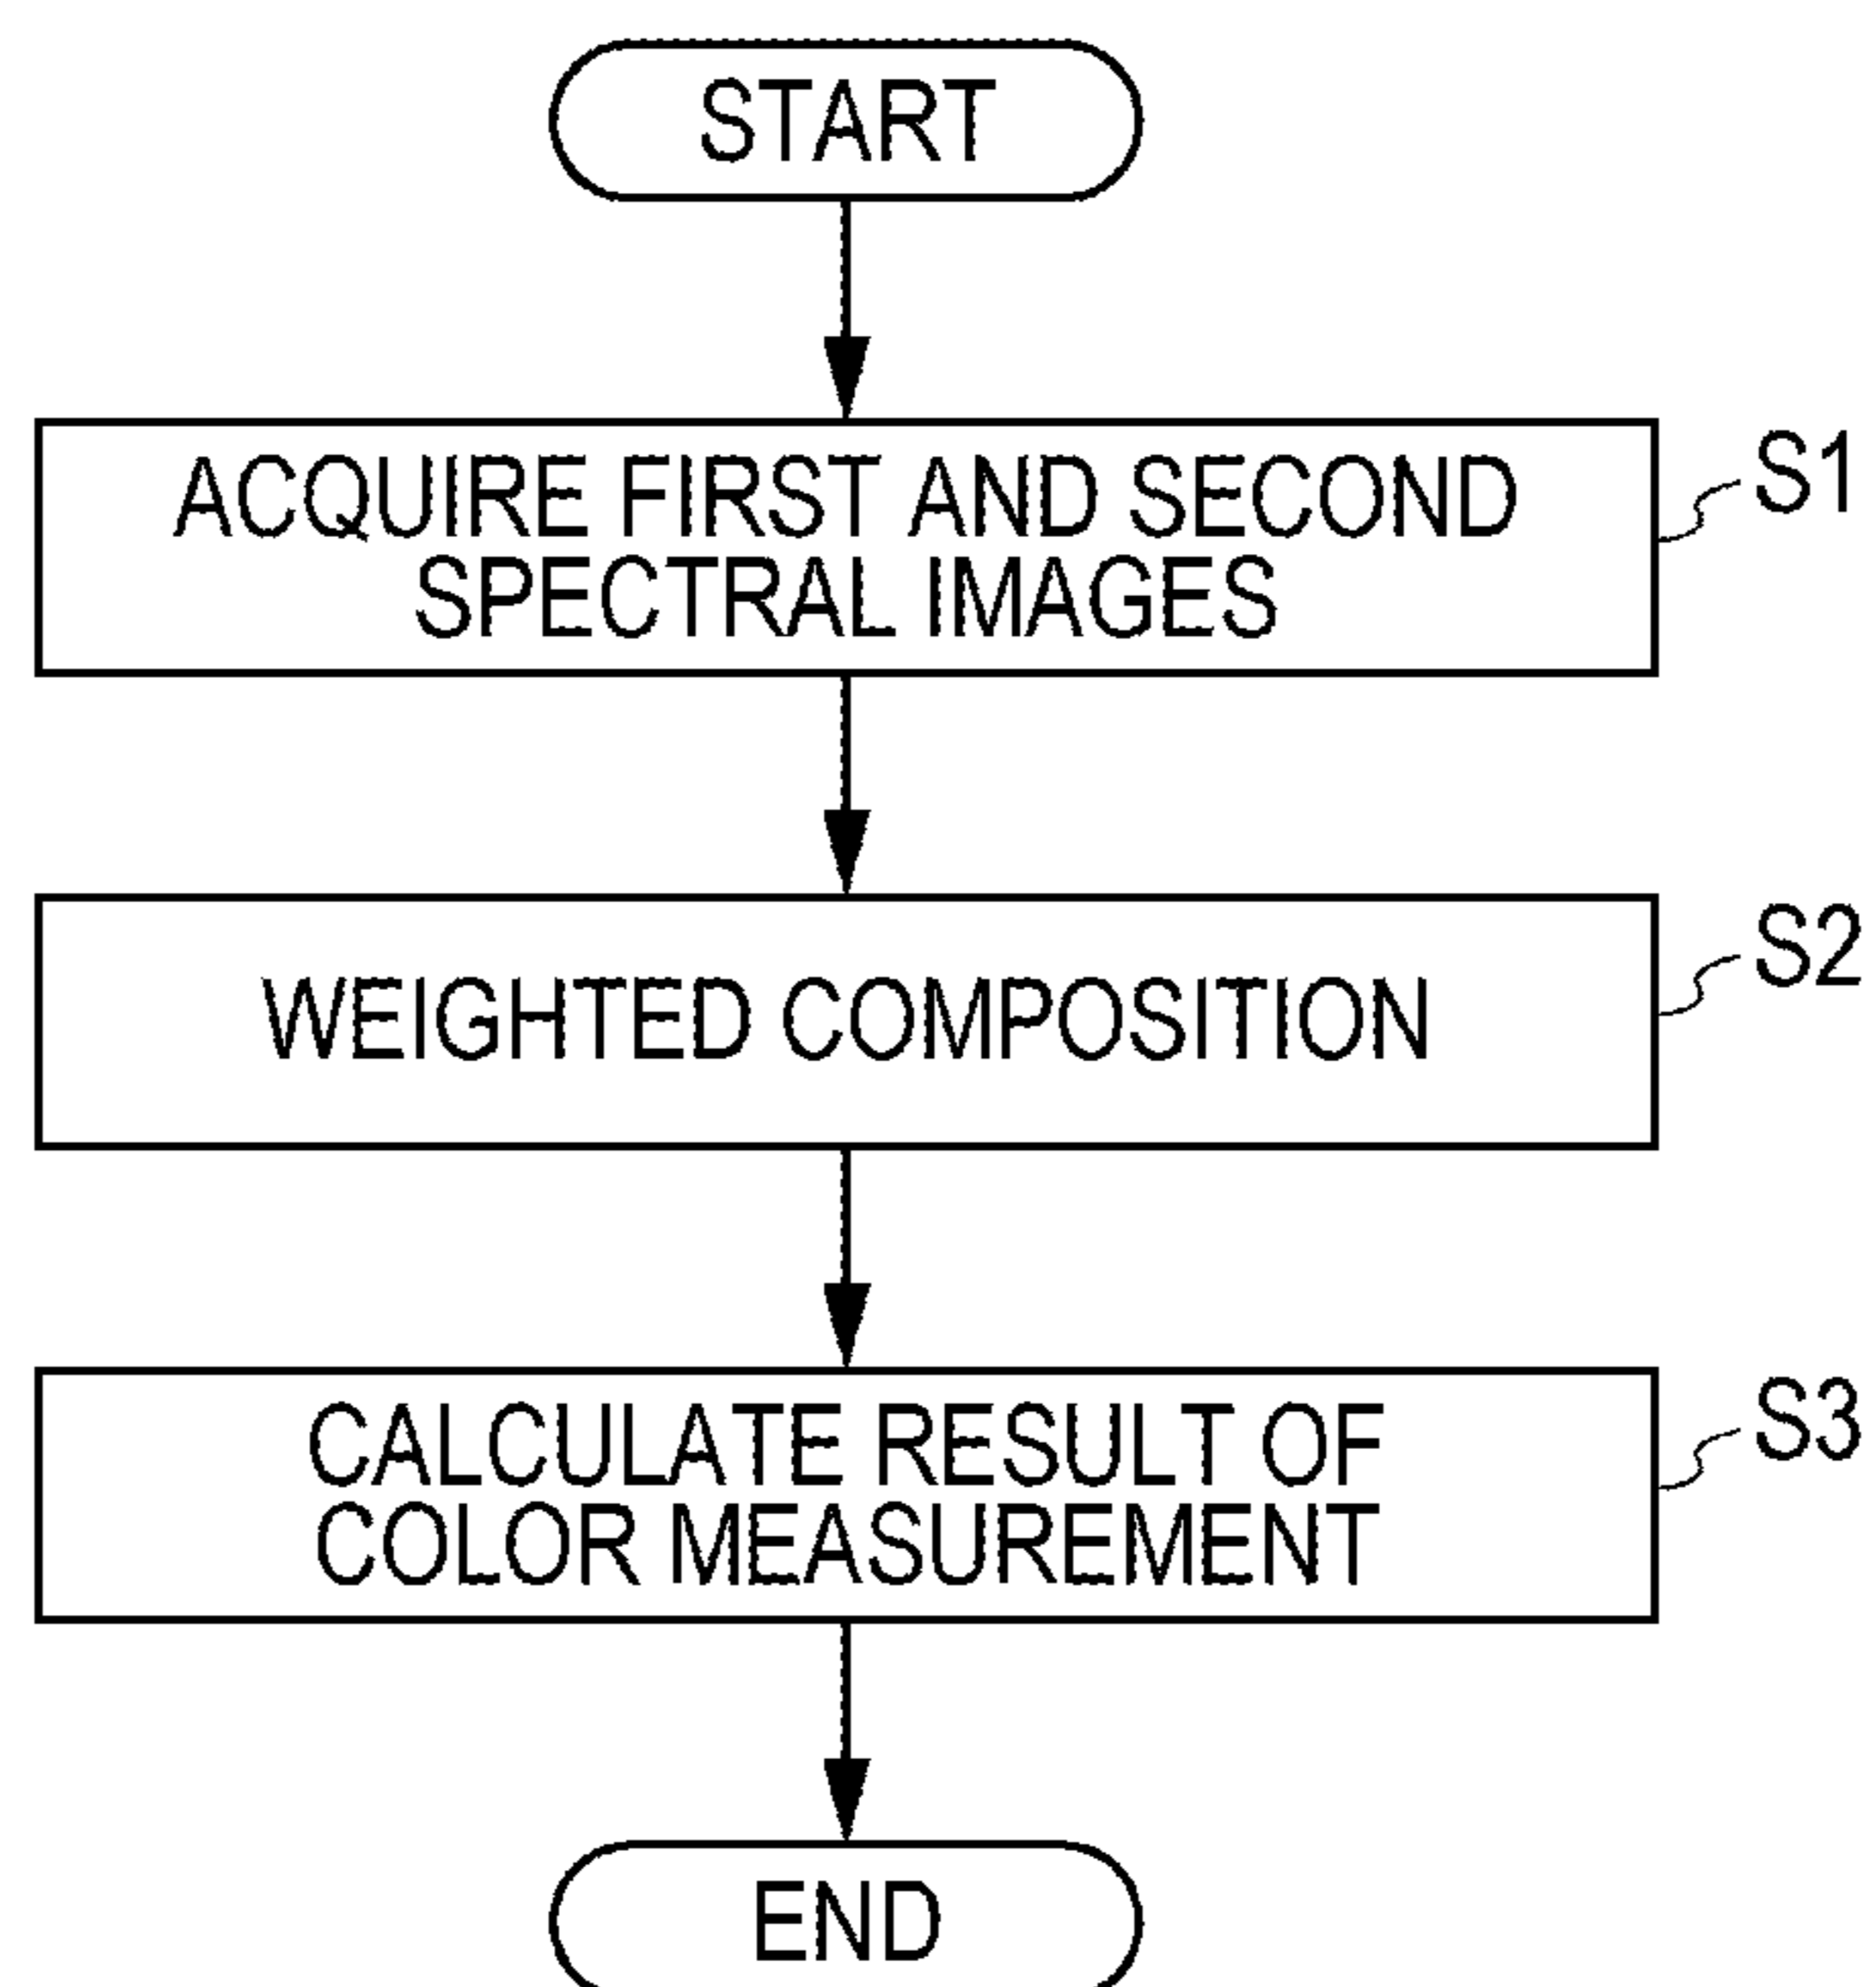 START
ACQUIRE FIRST AND SECOND
SPECTRAL IMAGES
S1
WEIGHTED COMPOSITION
S2
CALCULATE RESULT OF
COLOR MEASUREMENT
S3
END